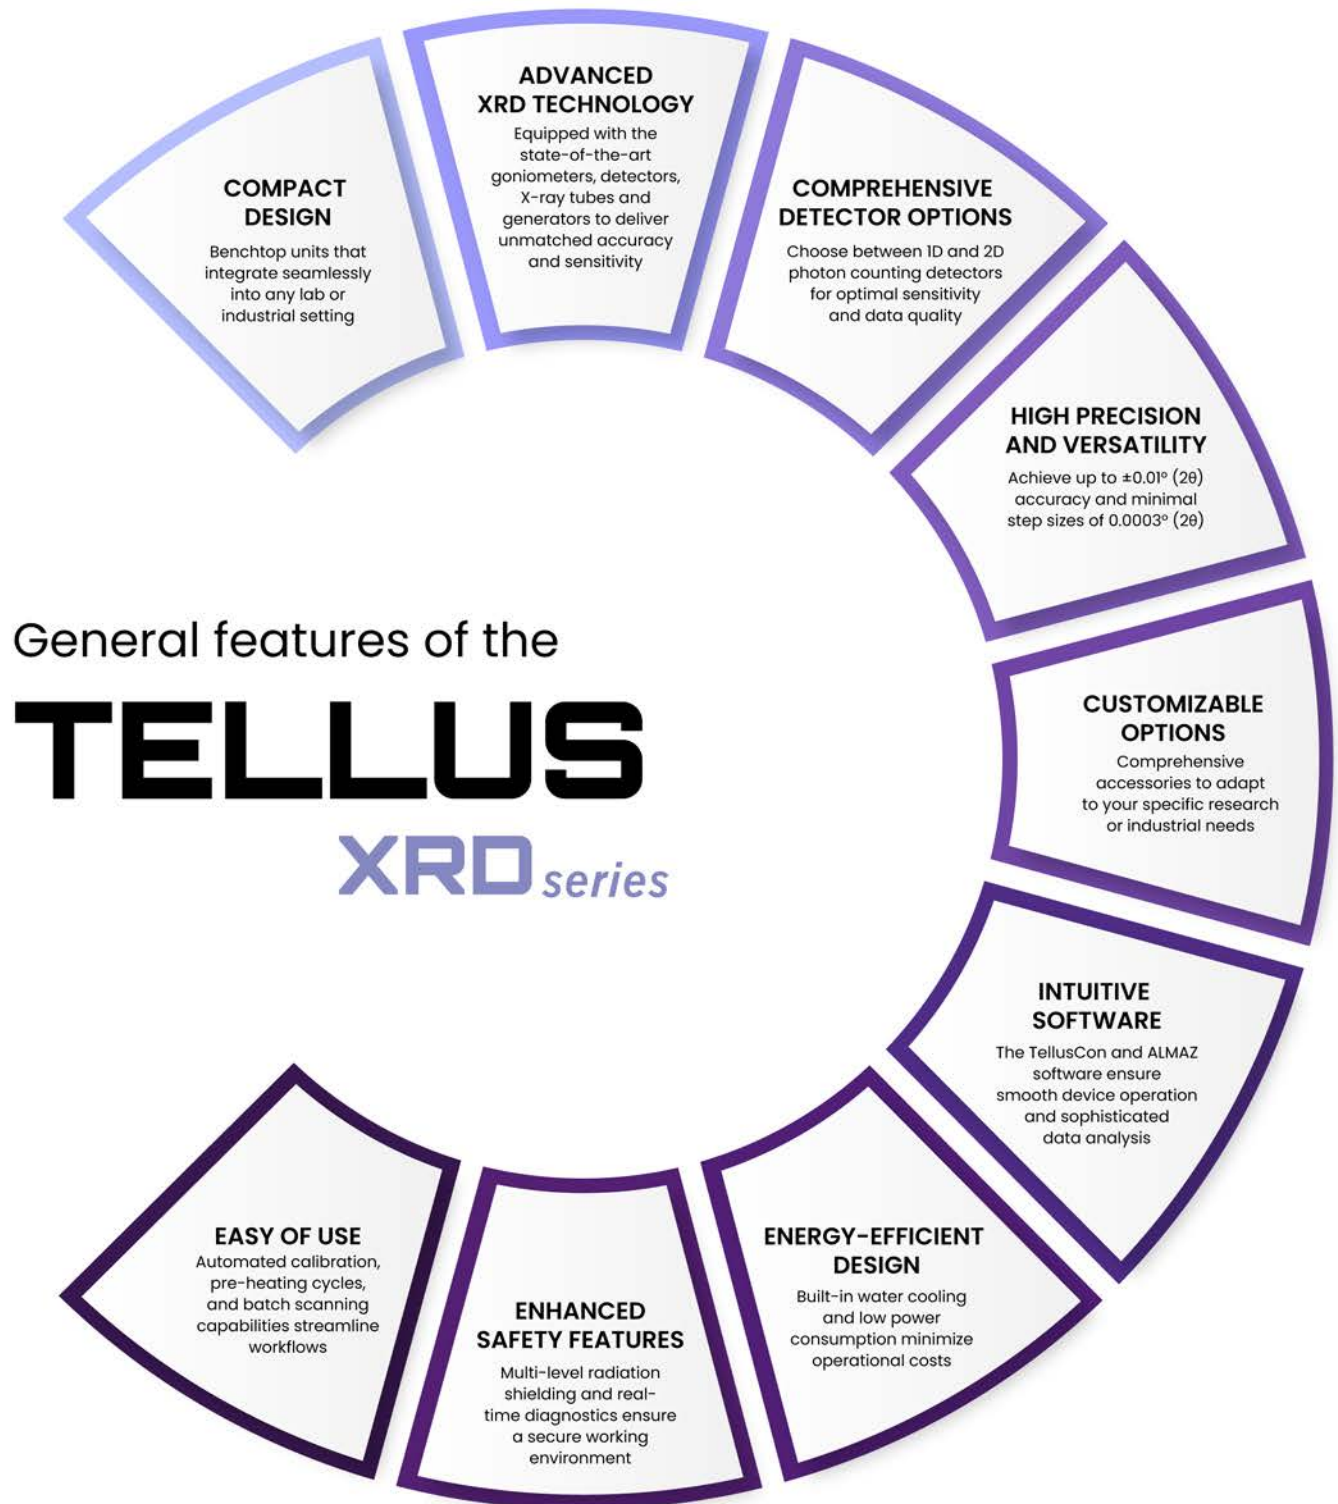 COMPACT
DESIGN
Benchtop units that
integrate seamlessly
into any lab or
industrial setting
ADVANCED
XRD TECHNOLOGY
Equipped with the
state-of-the-art
goniometers, detectors,
X-ray tubes and
generators to deliver
unmatched accuracy
and sensitivity
COMPREHENSIVE
DETECTOR OPTIONS
Choose between 1D and 2D
photon counting detectors
for optimal sensitivity
and data quality
HIGH PRECISION
AND VERSATILITY
Achieve up to ±0.01° (2θ)
accuracy and minimal
step sizes of 0.0003° (2θ)
General features of the
TELLUS
XRD series
CUSTOMIZABLE
OPTIONS
Comprehensive
accessories to adapt
to your specific research
or industrial needs
INTUITIVE
SOFTWARE
The TellusCon and ALMAZ
software ensure
smooth device operation
and sophisticated
data analysis
ENERGY-EFFICIENT
DESIGN
Built-in water cooling
and low power
consumption minimize
operational costs
ENHANCED
SAFETY FEATURES
Multi-level radiation
shielding and real-
time diagnostics ensure
a secure working
environment
EASY OF USE
Automated calibration,
pre-heating cycles,
and batch scanning
capabilities streamline
workflows